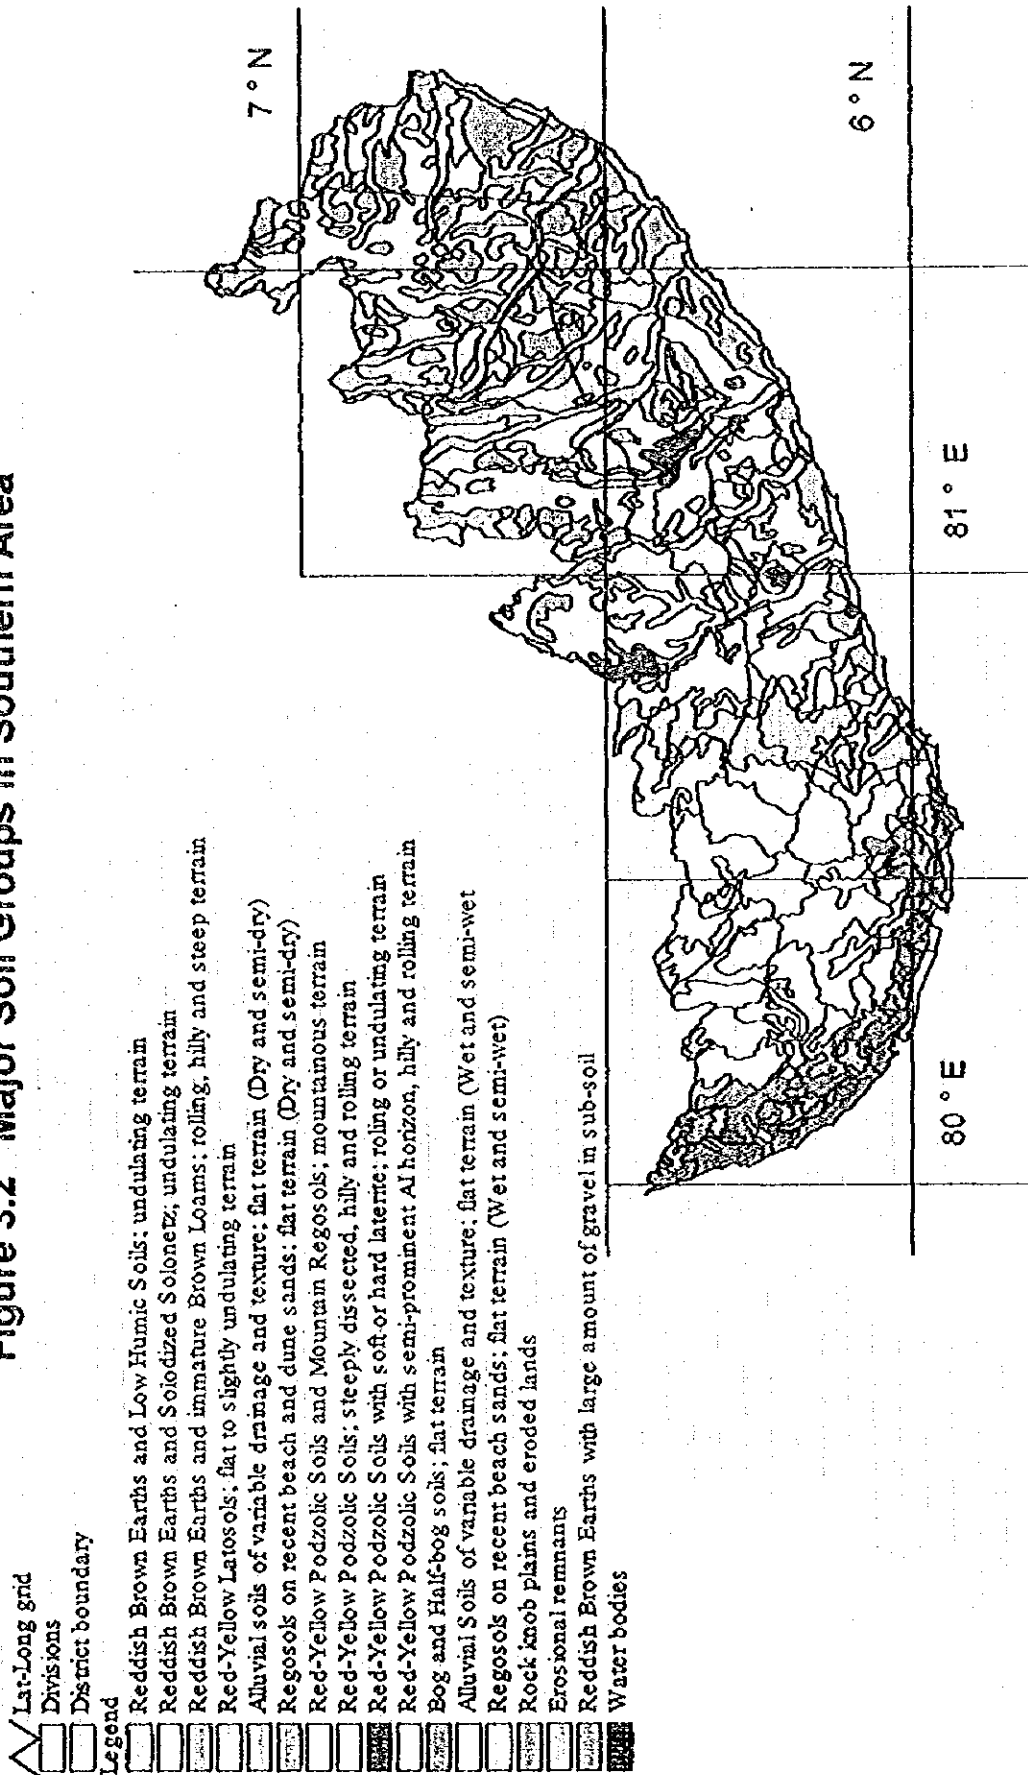 Figure 3.2 Major Soil Groups in Southern Area
Lat-Long grid
Divisions
District boundary
Legend
Reddish Brown Earths and Low Humic Soils; undulating terrain
Reddish Brown Earths and Soiodized Solonetz; undulating terrain
Reddish Brown Earths and immature Brown Loams; rolling, hilly and steep terrain
Red-Yellow Latosols; flat to slightly undulating terrain
Alluvial soils of variable drainage and texture; flat terrain (Dry and semi-dry)
Regosols on recent beach and dune sands; flat terrain (Dry and semi-dry)
Red-Yellow Podzolic Soils and Mountain Regosols; mountainous terrain
Red-Yellow Podzolic Soils; steeply dissected, hilly and rolling terrain
Red-Yellow Podzolic Soils with soft or hard laterite; roling or undulating terrain
Red-Yellow Podzolic Soils with semi-prominent Al horizon, hilly and rolling terrain
Bog and Half-bog soils; flat terrain
Alluvial Soils of variable drainage and texture; flat terrain (Wet and semi-wet
Regosols on recent beach sands; flat terrain (Wet and semi-wet)
Rock knob plains and eroded lands
Erosional remnants
Reddish Brown Earths with large amount of gravel in sub-soil
Water bodies
7° N
6° N
80° E
81° E